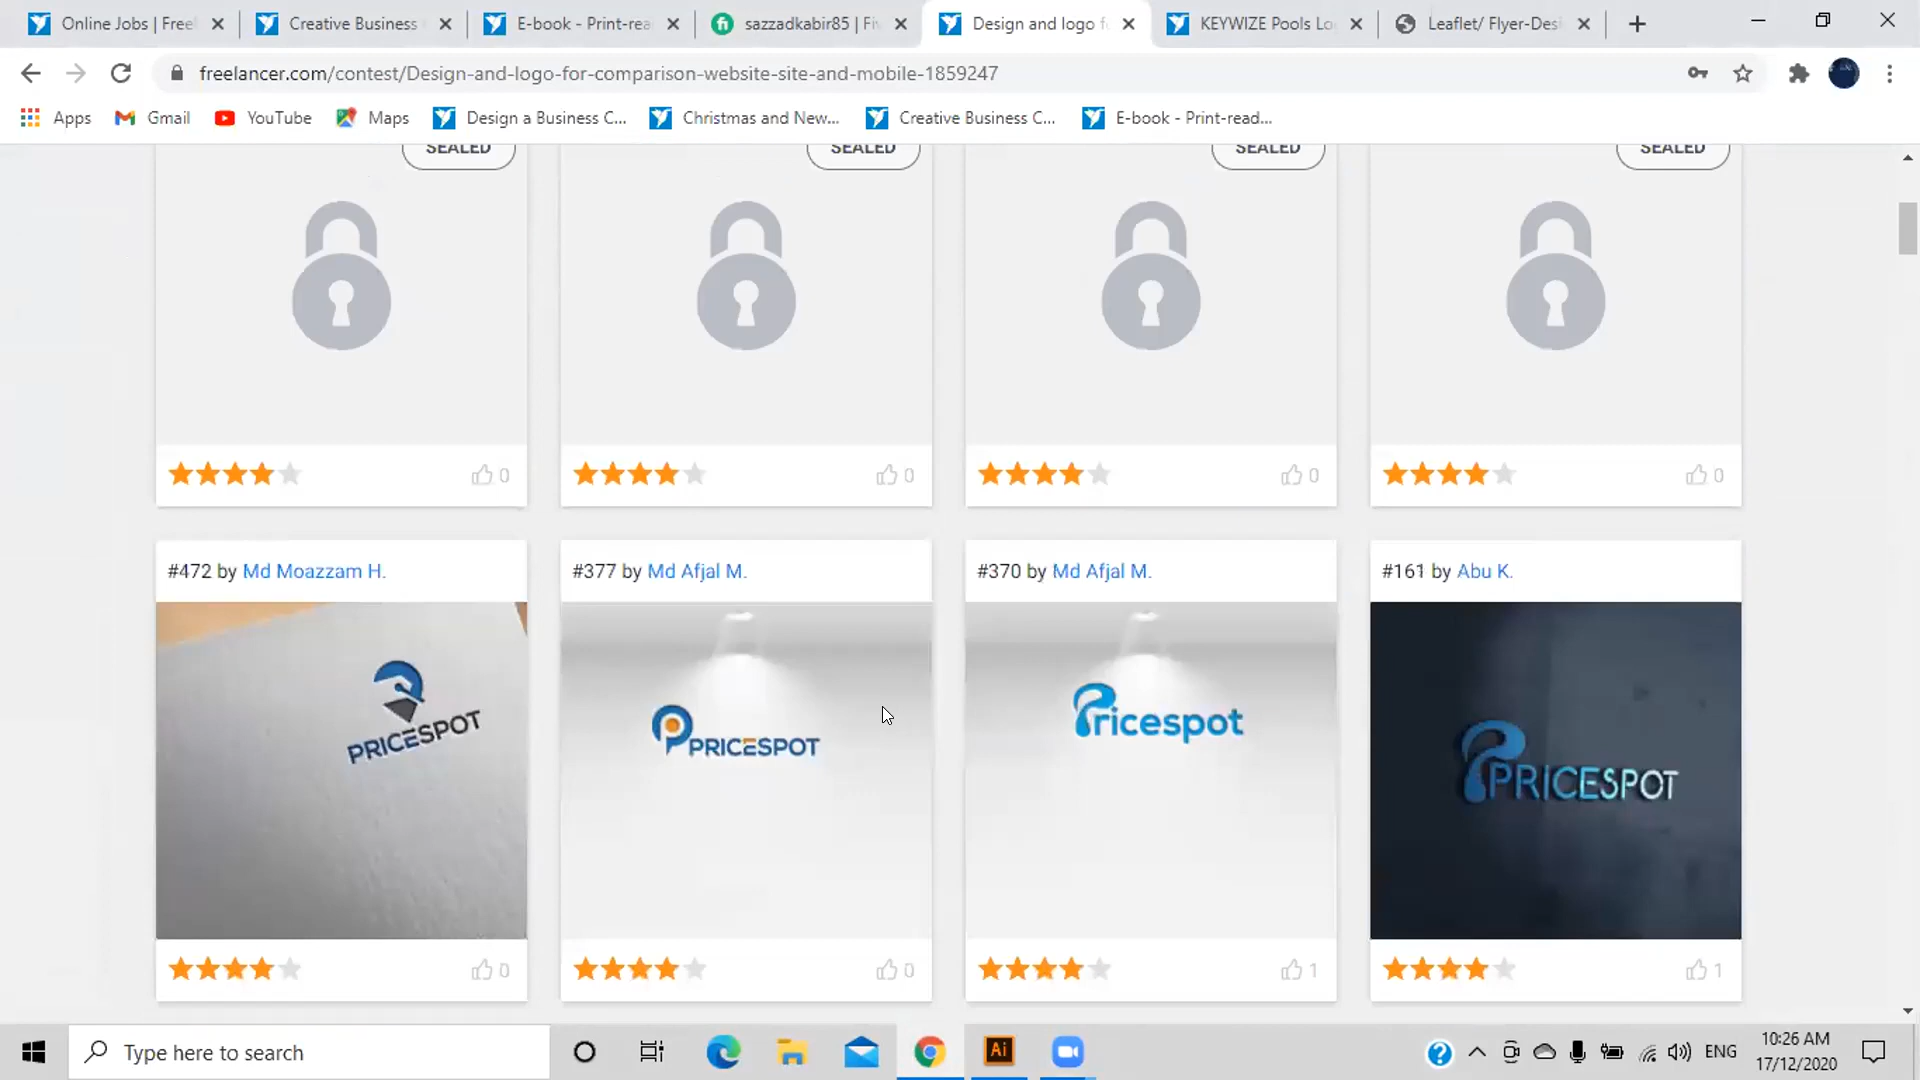 Online Jobs | Freel
Creative Business
E-book - Print-rea
sazzadkabir85 | Fi
Design and logo f
KEYWIZE Pools Lo
Leaflet/ Flyer-Desi
freelancer.com/contest/Design-and-logo-for-comparison-website-site-and-mobile-1859247
Apps
Gmail
YouTube
Maps
Design a Business C...
Christmas and New...
Creative Business C...
E-book - Print-read...
SEALED
SEALED
SEALED
SEALED
0
0
0
0
#472 by Md Moazzam H.
#377 by Md Afjal M.
#370 by Md Afjal M.
#161 by Abu K.
PRICESPOT
PRICESPOT
Pricespot
PRICESPOT
0
0
1
1
Type here to search
Ai
ENG
10:26 AM
17/12/2020